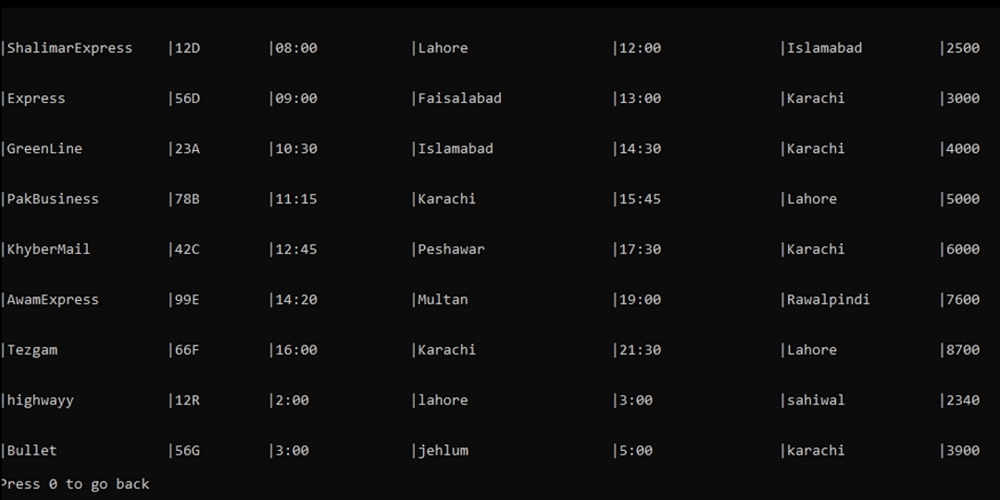 |ShalimarExpress |12D |08:00 |Lahore |12:00 |Islamabad |2500
|Express |56D |09:00 |Faisalabad |13:00 |Karachi |3000
|GreenLine |23A |10:30 |Islamabad |14:30 |Karachi |4000
|PakBusiness |78B |11:15 |Karachi |15:45 |Lahore |5000
|KhyberMail |42C |12:45 |Peshawar |17:30 |Karachi |6000
|AwamExpress |99E |14:20 |Multan |19:00 |Rawalpindi |7600
|Tezgam |66F |16:00 |Karachi |21:30 |Lahore |8700
|highwayy |12R |2:00 |lahore |3:00 |sahiwal |2340
|Bullet |56G |3:00 |jehlum |5:00 |karachi |3900
Press 0 to go back